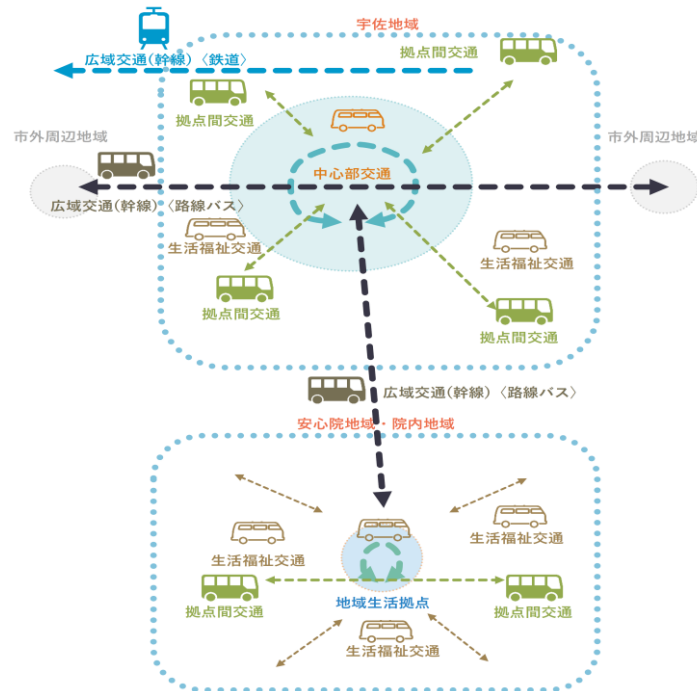 宇佐地域
拠点間交通
広域交通(幹線)〈鉄道〉
拠点間交通
市外周辺地域
市外周辺地域
中心部交通
広域交通(幹線)〈路線バス〉
生活福祉交通
生活福祉交通
拠点間交通
拠点間交通
広域交通(幹線)〈路線バス〉
安心院地域・院内地域
生活福祉交通
生活福祉交通
拠点間交通
地域生活拠点
拠点間交通
生活福祉交通